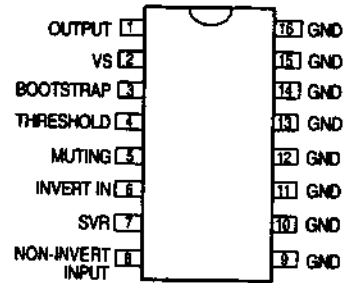 OUTPUT 1 16 GND
VS 2 15 GND
BOOTSTRAP 3 14 GND
THRESHOLD 4 13 GND
MUTING 5 12 GND
INVERT IN 6 11 GND
SVR 7 10 GND
NON-INVERT INPUT 8 9 GND